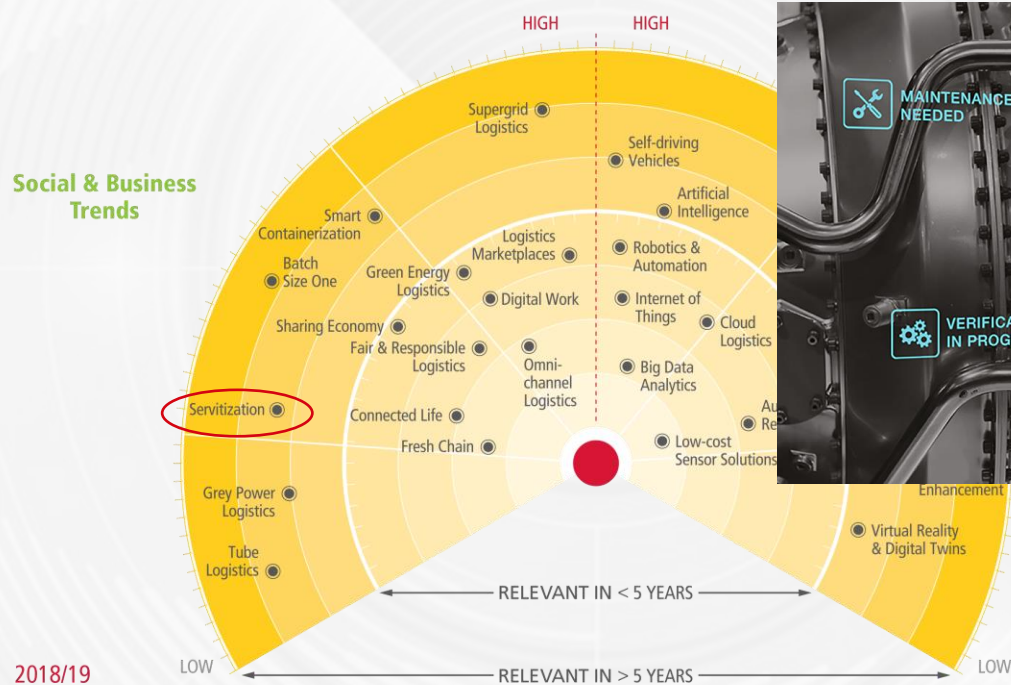 HIGH
HIGH
Supergrid
Logistics
Self-driving
Vehicles
MAINTENANCE
NEEDED
Social & Business
Trends
Artificial
Intelligence
Smart
Containerization
Logistics
Marketplaces
Robotics &
Automation
Batch
Size One
Green Energy
Logistics
Digital Work
Internet of
Things
Sharing Economy
Cloud
Logistics
Fair & Responsible
Logistics
IN PROG
Omni-
channel
Logistics
Big Data
Analytics
Servitization
Connected Life
Fresh Chain
Low-cost
Sensor Solutions
Grey Power
Logistics
Enhancement
Virtual Reality
& Digital Twins
Tube
Logistics
RELEVANT IN < 5 YEARS
2018/19
LOW
RELEVANT IN > 5 YEARS
LOW